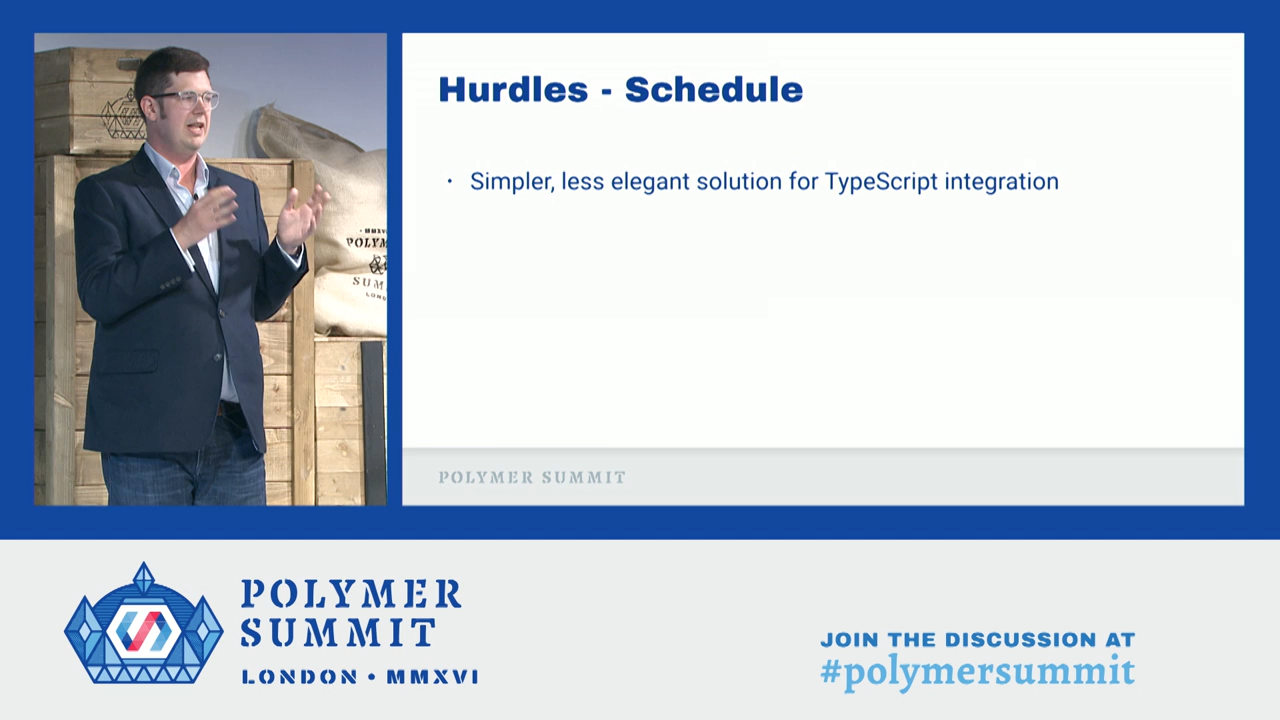 Hurdles - Schedule
• Simpler, less elegant solution for TypeScript integration
POLYMER SUMMIT
POLYMER
SUMMIT
LONDON • MMXVI
JOIN THE DISCUSSION AT
#polymersummit